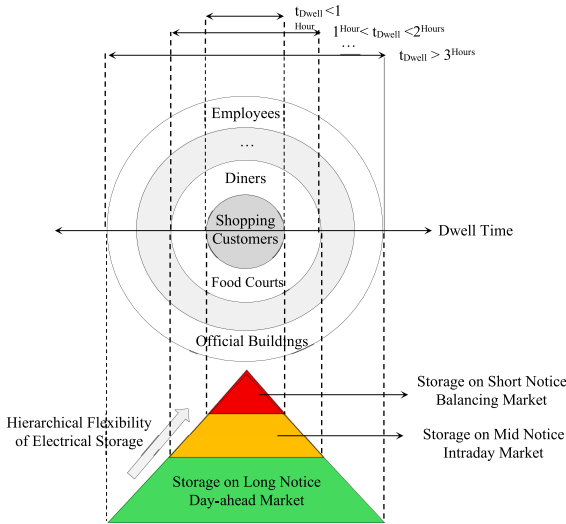 tDwell <1
Hour
1Hour< tDwell <2Hours
...
tDwell > 3Hours
Employees
...
Diners
Shopping
Customers
Dwell Time
Food Courts
Official Buildings
Storage on Short Notice
Balancing Market
Hierarchical Flexibility
of Electrical Storage
Storage on Mid Notice
Intraday Market
Storage on Long Notice
Day-ahead Market